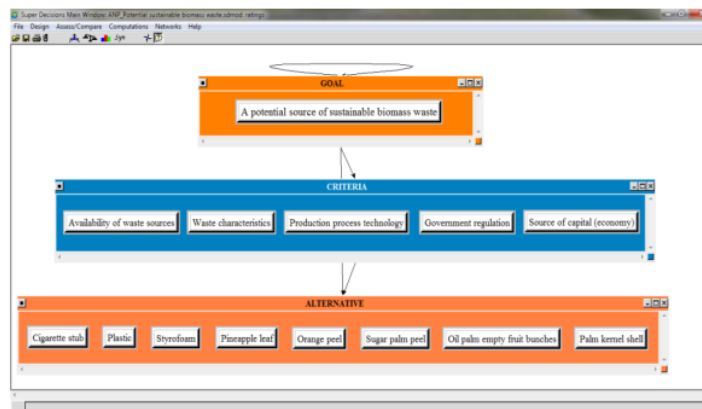 Super Decisions Main Window: ANP_Potential sustainable biomass waste.sdmod: ratings
File Design Assess/Compare Computations Networks Help
GOAL
A potential source of sustainable biomass waste
CRITERIA
Availability of waste sources Waste characteristics Production process technology Government regulation Source of capital (economy)
ALTERNATIVE
Cigarette stub Plastic Styrofoam Pineapple leaf Orange peel Sugar palm peel Oil palm empty fruit bunches Palm kernel shell